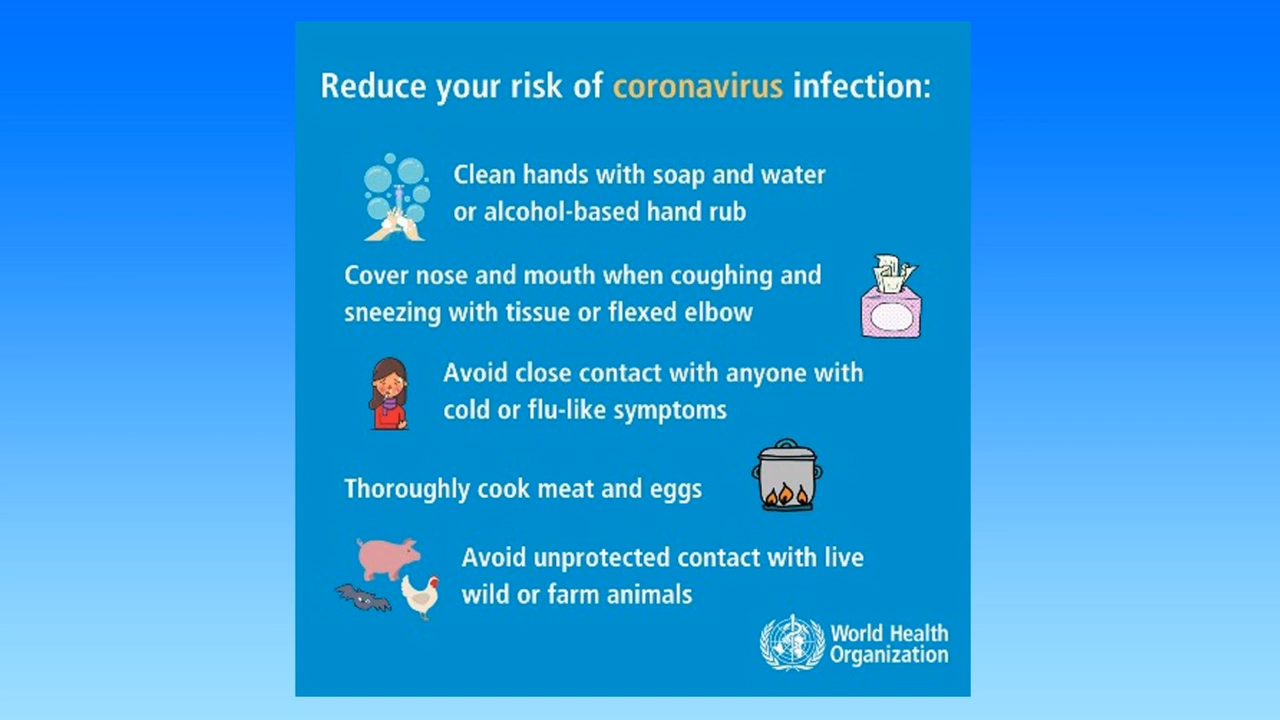 Reduce your risk of coronavirus infection:
Clean hands with soap and water
or alcohol-based hand rub
Cover nose and mouth when coughing and
sneezing with tissue or flexed elbow
Avoid close contact with anyone with
cold or flu-like symptoms
Thoroughly cook meat and eggs
Avoid unprotected contact with live
wild or farm animals
World Health
Organization